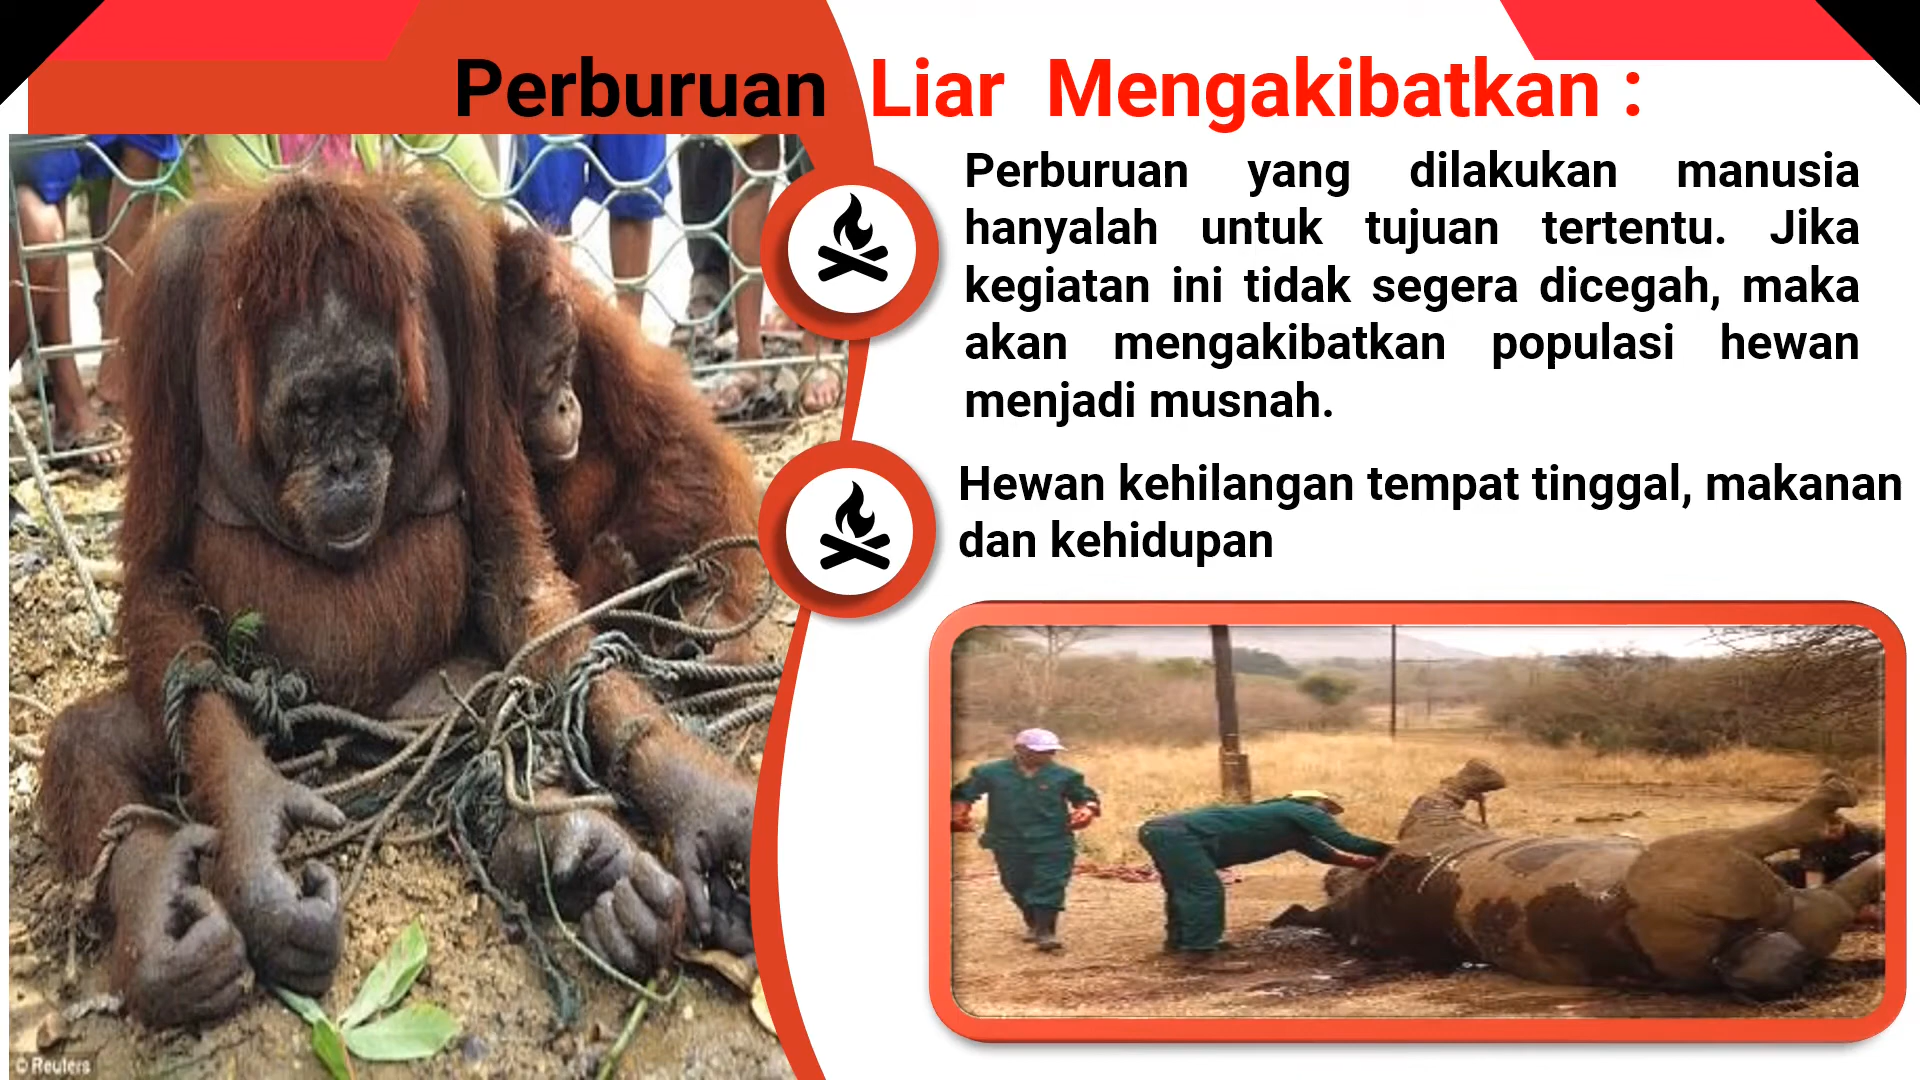 Perburuan Liar Mengakibatkan :
Perburuan yang dilakukan manusia
hanyalah untuk tujuan tertentu. Jika
kegiatan ini tidak segera dicegah, maka
akan mengakibatkan populasi hewan
menjadi musnah.
Hewan kehilangan tempat tinggal, makanan
dan kehidupan
© Reuters